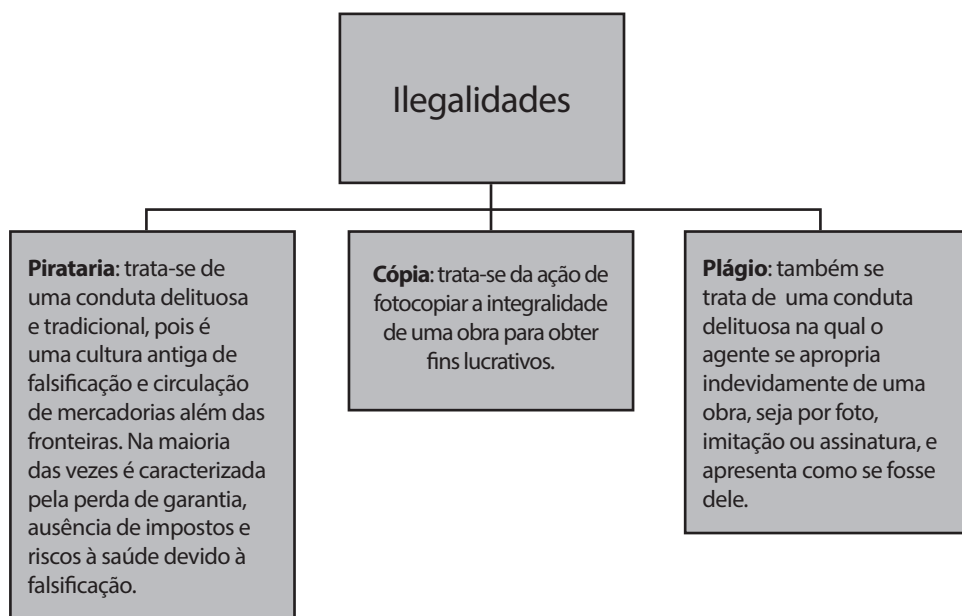 Ilegalidades
Pirataria: trata-se de
uma conduta delituosa
e tradicional, pois é
uma cultura antiga de
falsificação e circulação
de mercadorias além das
fronteiras. Na maioria
das vezes é caracterizada
pela perda de garantia,
ausência de impostos e
riscos à saúde devido à
falsificação.
Cópia: trata-se da ação de
fotocopiar a integralidade
de uma obra para obter
fins lucrativos.
Plágio: também se
trata de uma conduta
delituosa na qual o
agente se apropria
indevidamente de uma
obra, seja por foto,
imitação ou assinatura, e
apresenta como se fosse
dele.